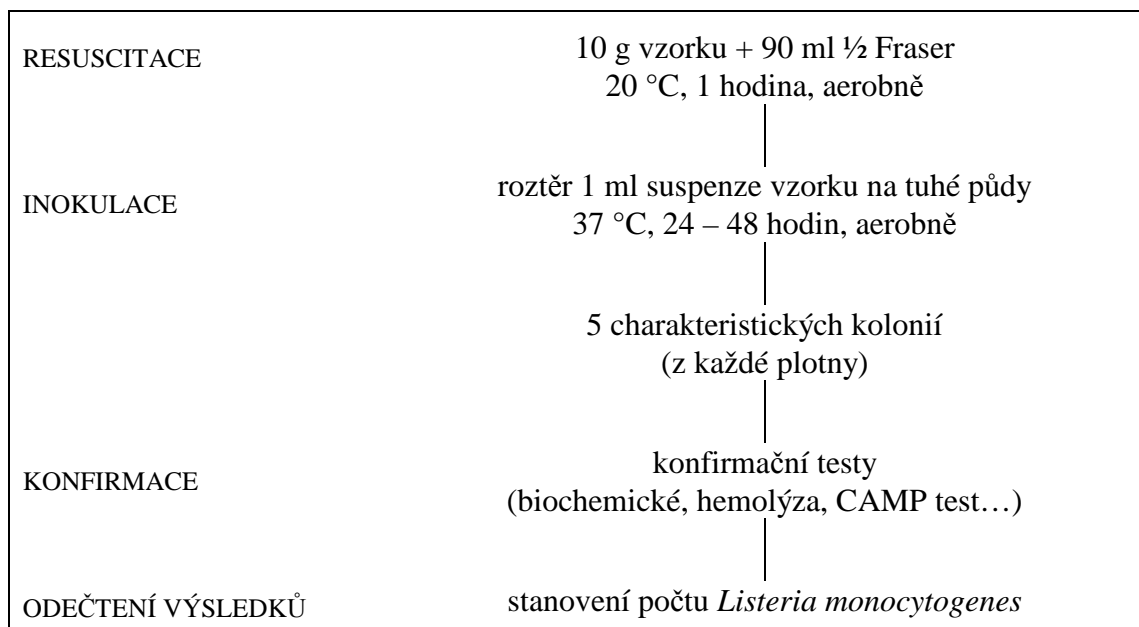 RESUSCITACE
10 g vzorku + 90 ml ½ Fraser
20 °C, 1 hodina, aerobně
INOKULACE
roztěr 1 ml suspenze vzorku na tuhé půdy
37 °C, 24 – 48 hodin, aerobně
5 charakteristických kolonií
(z každé plotny)
KONFIRMACE
konfirmační testy
(biochemické, hemolýza, CAMP test…)
ODEČTENÍ VÝSLEDKŮ
stanovení počtu Listeria monocytogenes